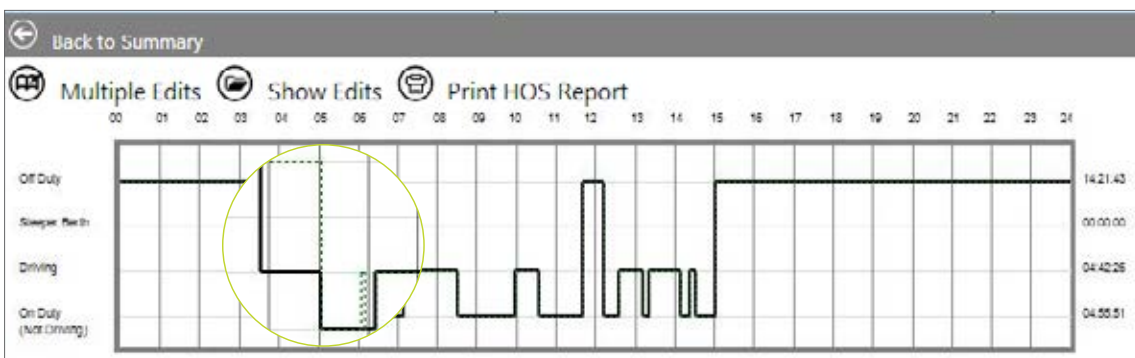 Back to Summary
Multiple Edits Show Edits Print HOS Report
00 01 02 03 04 05 06 07 08 09 10 11 12 13 14 15 16 17 18 19 20 21 22 23 24
Off Duty 14:21:43
Sleeper Berth 00:00:00
Driving 04:42:26
On Duty 04:55:51
(Not Driving)